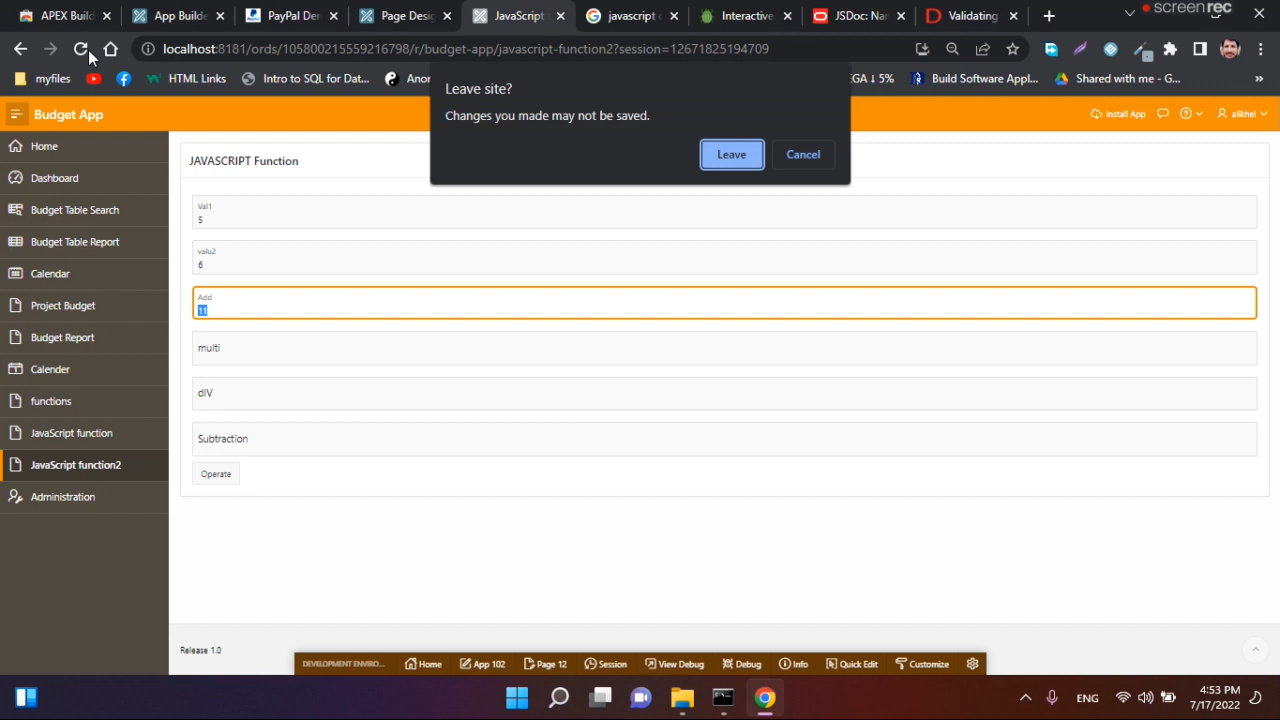 screenrec
APEX Build
App Builde
PayPal Der
Page Desig
JavaScript
javascript
Interactive
JSDoc: Nar
Validating
localhost:8181/ords/105800215559216798/r/budget-app/javascript-function2?session=12671825194709
myfiles
HTML Links
Intro to SQL for Dat...
Anor
EGA ⇂ 5%
Build Software Appl...
Shared with me - G...
»
Leave site?
Changes you made may not be saved.
Leave
Cancel
Budget App
Install App
alikhel
Home
Dashboard
Budget Table Search
Budget Table Report
Calendar
Project Budget
Budget Report
Calender
functions
JavaScript function
JavaScript function2
Administration
JAVASCRIPT Function
Val1
5
valu2
6
Add
11
multi
dIV
Subtraction
Operate
Release 1.0
DEVELOPMENT ENVIRO...
Home
App 102
Page 12
Session
View Debug
Debug
Info
Quick Edit
Customize
ENG
4:53 PM
7/17/2022